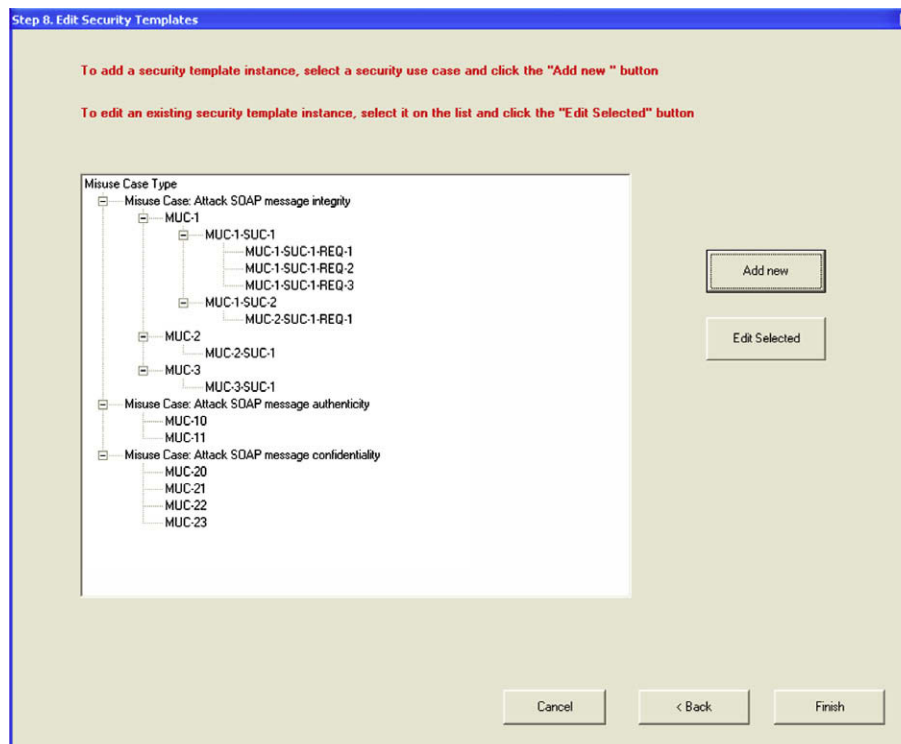 Step 8. Edit Security Templates
To add a security template instance, select a security use case and click the "Add new " button
To edit an existing security template instance, select it on the list and click the "Edit Selected" button
Misuse Case Type
Misuse Case: Attack SOAP message integrity
MUC-1
MUC-1-SUC-1
MUC-1-SUC-1-REQ-1
MUC-1-SUC-1-REQ-2
MUC-1-SUC-1-REQ-3
MUC-1-SUC-2
MUC-2-SUC-1-REQ-1
MUC-2
MUC-2-SUC-1
MUC-3
MUC-3-SUC-1
Misuse Case: Attack SOAP message authenticity
MUC-10
MUC-11
Misuse Case: Attack SOAP message confidentiality
MUC-20
MUC-21
MUC-22
MUC-23
Add new
Edit Selected
Cancel
< Back
Finish